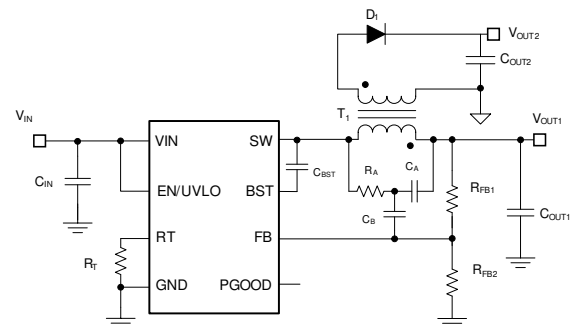 D1
VOUT2
COUT2
T1
VIN
VOUT1
VIN
SW
CBST
RA
CA
CIN
EN/UVLO
BST
RFB1
CB
COUT1
RT
RT
FB
GND
PGOOD
RFB2